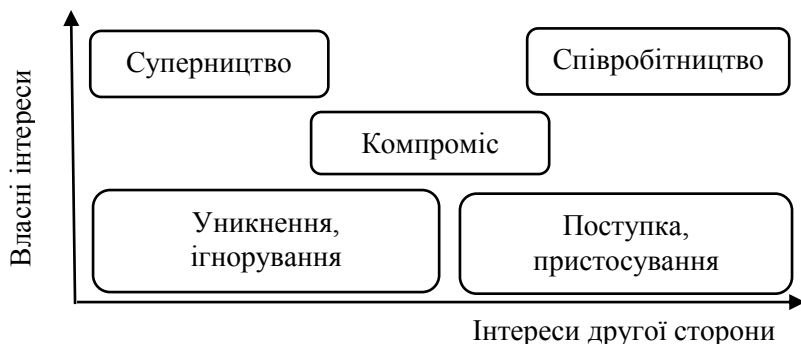 Власні інтереси
Суперництво
Співробітництво
Компроміс
Уникнення,
ігнорування
Поступка,
пристосування
Інтереси другої сторони